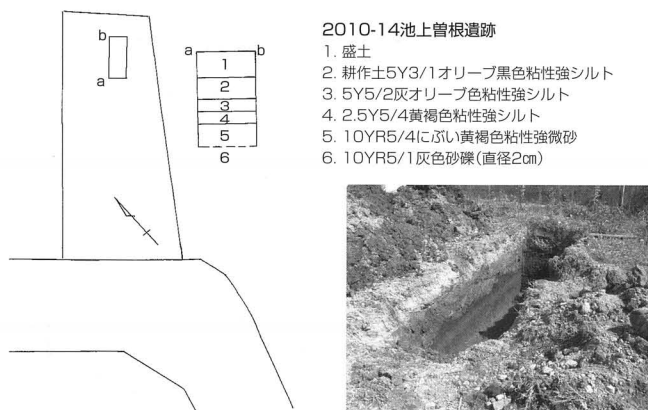 2010-14池上曽根遺跡
1. 盛土
2. 耕作土5Y3/1オリーブ黒色粘性強シルト
3. 5Y5/2灰オリーブ色粘性強シルト
4. 2.5Y5/4黄褐色粘性強シルト
5. 10YR5/4にぶい黄褐色粘性強微砂
6. 10YR5/1灰色砂礫(直径2㎝)
b
a
a b
1
2
3
4
5
6